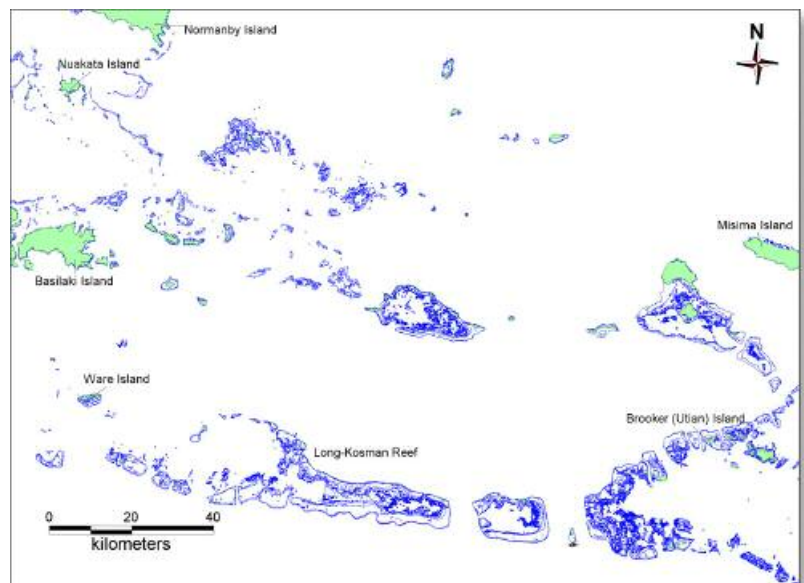 Normanby Island
N
Nuakata Island
Misima Island
Basilaki Island
Ware Island
Brooker (Utian) Island
Long-Kosman Reef
0 20 40
kilometers